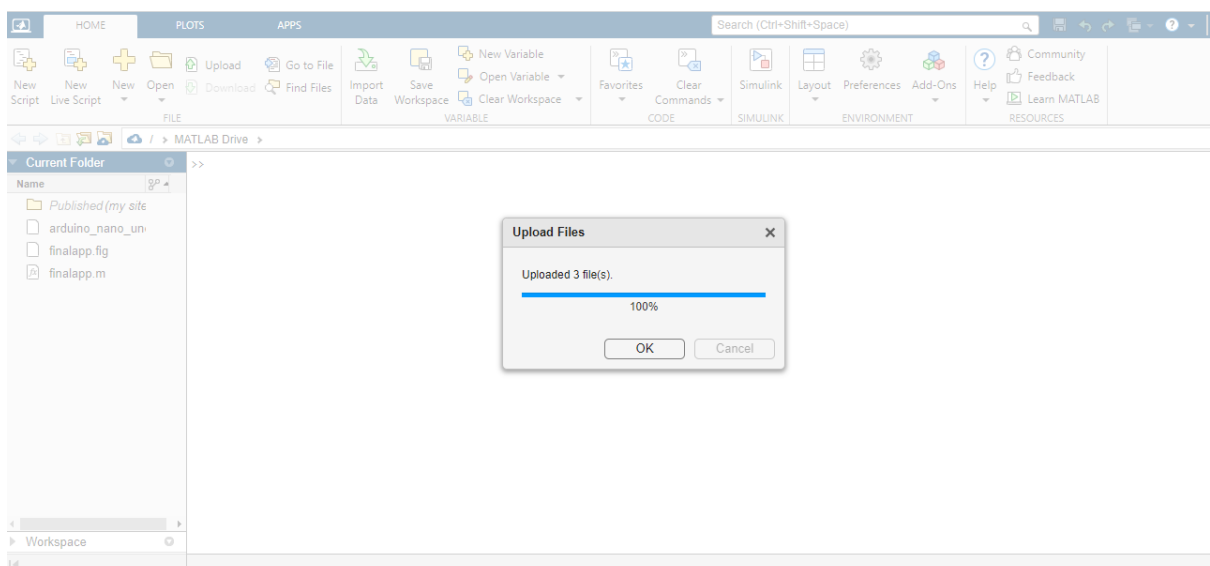 HOME PLOTS APPS Search (Ctrl+Shift+Space) ?
New Script
New Live Script
New
Open
Upload
Download
Go to File
Find Files
FILE
Import Data
Save Workspace
New Variable
Open Variable
Clear Workspace
VARIABLE
Favorites
Clear Commands
CODE
Simulink
SIMULINK
Layout
Preferences
Add-Ons
ENVIRONMENT
? Help
Community
Feedback
Learn MATLAB
RESOURCES
/ > MATLAB Drive >
Current Folder
Name
Published (my site
arduino_nano_un
finalapp.fig
fx finalapp.m
Workspace
>>
Upload Files
Uploaded 3 file(s).
100%
OK Cancel